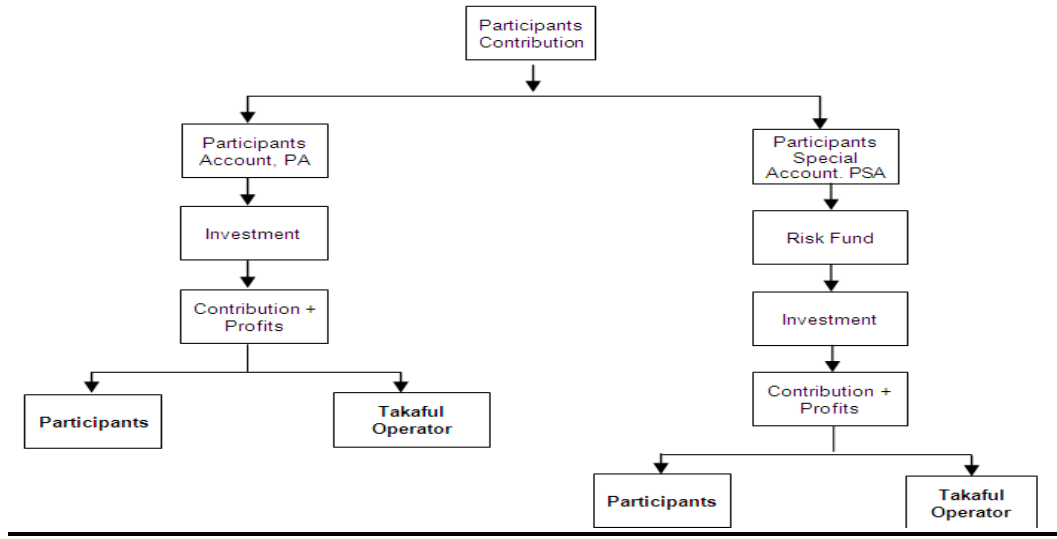 Participants
Contribution
Participants
Account, PA
Participants
Special
Account. PSA
Investment
Risk Fund
Contribution +
Profits
Investment
Participants
Takaful
Operator
Contribution +
Profits
Participants
Takaful
Operator